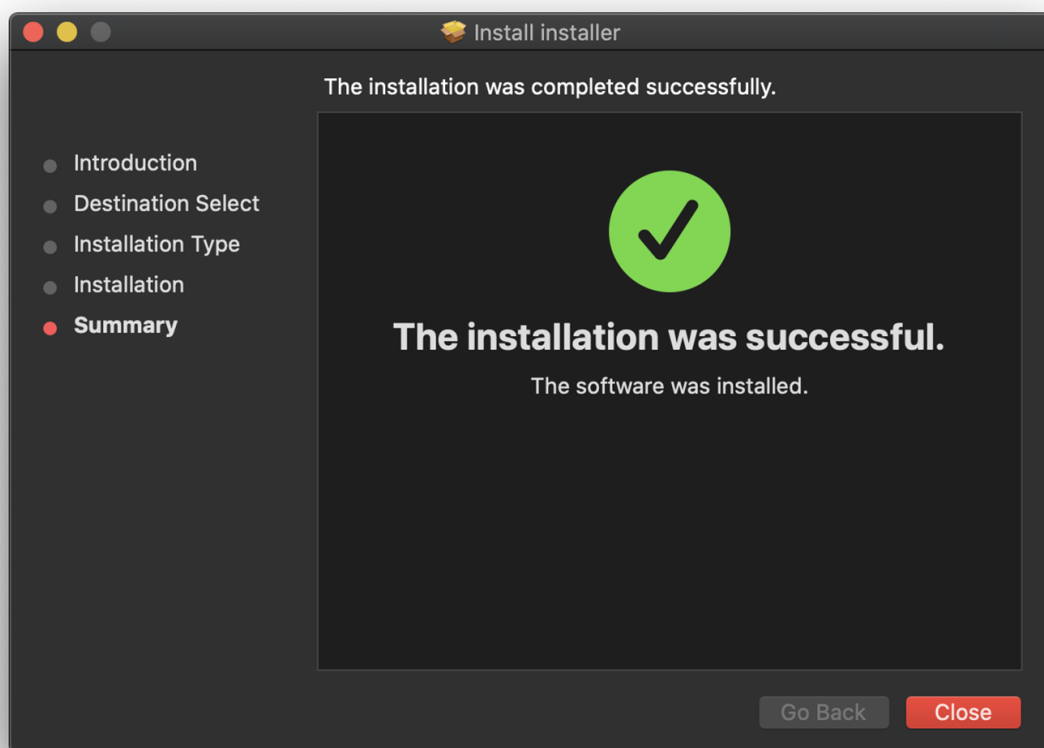 Install installer
The installation was completed successfully.
Introduction
Destination Select
Installation Type
Installation
Summary
The installation was successful.
The software was installed.
Go Back
Close